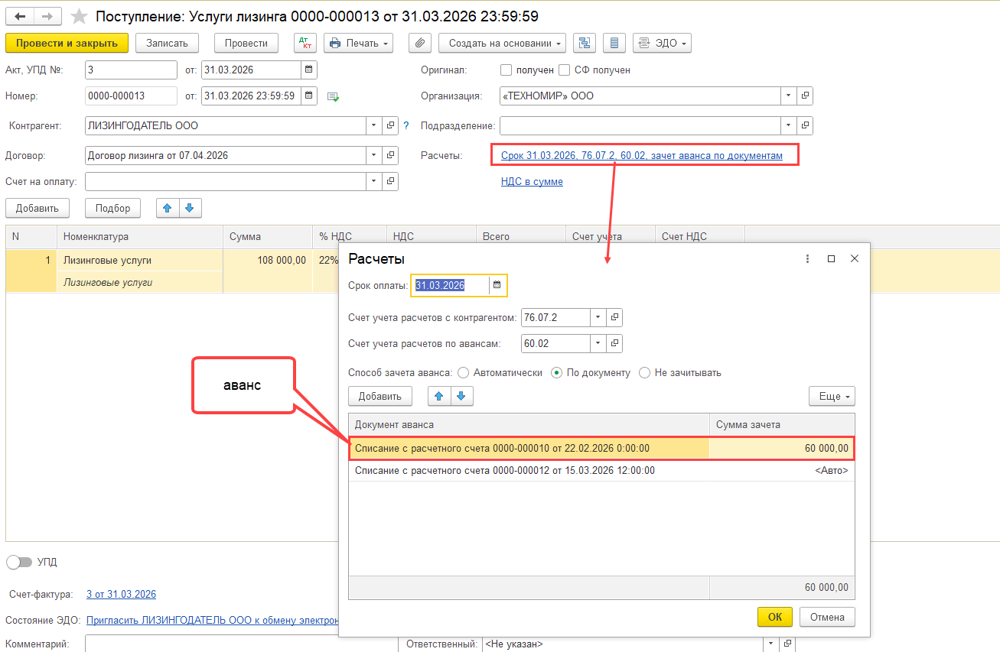 Поступление: Услуги лизинга 0000-000013 от 31.03.2026 23:59:59
Провести и закрыть Записать Провести Дт Кт Печать Создать на основании ЭДО
Акт, УПД №: 3 от: 31.03.2026 Оригинал: получен СФ получен
Номер: 0000-000013 от: 31.03.2026 23:59:59 Организация: «ТЕХНОМИР» ООО
Контрагент: ЛИЗИНГОДАТЕЛЬ ООО ? Подразделение:
Договор: Договор лизинга от 07.04.2026 Расчеты: Срок 31.03.2026, 76.07.2, 60.02, зачет аванса по документам
Счет на оплату: НДС в сумме
Добавить Подбор
N Номенклатура Сумма % НДС НДС Всего Счет учета Счет НДС
1 Лизинговые услуги 108 000,00 22%
Лизинговые услуги
Расчеты
Срок оплаты: 31.03.2026
Счет учета расчетов с контрагентом: 76.07.2
Счет учета расчетов по авансам: 60.02
Способ зачета аванса: Автоматически По документу Не зачитывать
Добавить Еще
Документ аванса Сумма зачета
Списание с расчетного счета 0000-000010 от 22.02.2026 0:00:00 60 000,00
Списание с расчетного счета 0000-000012 от 15.03.2026 12:00:00 <Авто>
60 000,00
ОК Отмена
аванс
УПД
Счет-фактура: 3 от 31.03.2026
Состояние ЭДО: Пригласить ЛИЗИНГОДАТЕЛЬ ООО к обмену электрон
Комментарий: Ответственный: <Не указан>